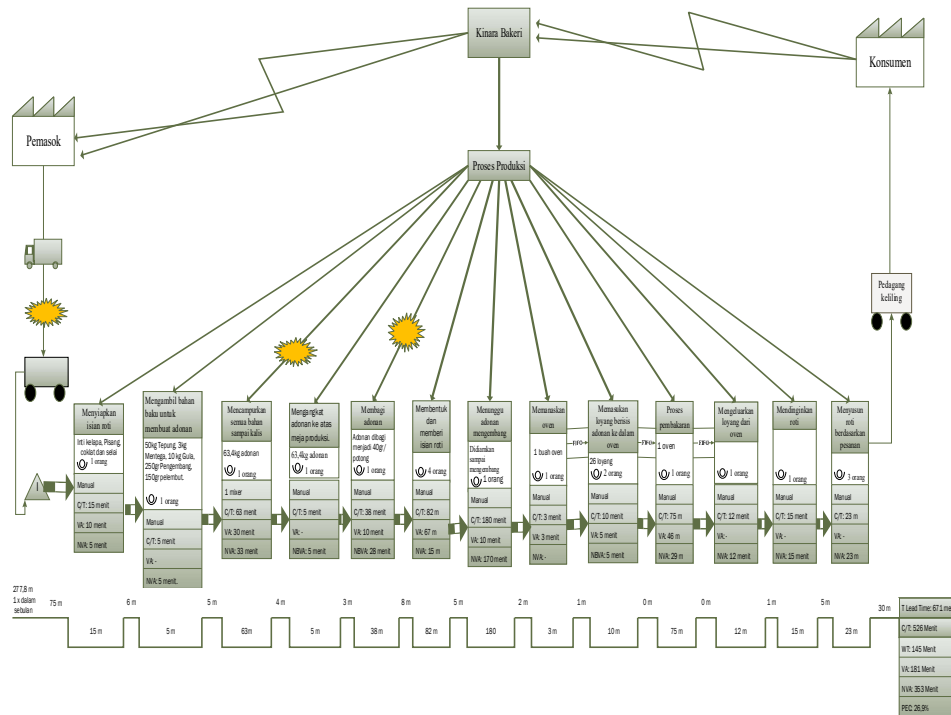 Kinara Bakeri
Konsumen
Pemasok
Proses Produksi
Pedagang
keliling
Menyiapkan
isian roti
Inti kelapa, Pisang,
coklat dan selai
1 orang
Manual
C/T: 15 menit
VA: 10 menit
NVA: 5 menit
Mengambil bahan
baku untuk
membuat adonan
50kg Tepung, 3kg
Mentega, 10 kg Gula,
250gr Pengembang,
150gr pelembut.
1 orang
Manual
C/T: 5 menit
VA: -
NVA: 5 menit.
Mencampurkan
semua bahan
sampai kalis
63,4kg adonan
1 orang
1 mixer
C/T: 63 menit
VA: 30 menit
NVA: 33 menit
Mengangkat
adonan ke atas
meja produksi.
63,4kg adonan
1 orang
Manual
C/T: 5 menit
VA: -
NBVA: 5 menit
Membagi
adonan
Adonan dibagi
menjadi 40gr/
potong
1 orang
Manual
C/T: 38 menit
VA: 10 menit
NBVA: 28 menit
Membentuk
dan
memberi
isian roti
4 orang
Manual
C/T: 82 m
VA: 67 m
NVA: 15 m
Menunggu
adonan
mengembang
Didiamkan
sampai
mengembang
1 orang
Manual
C/T: 180 menit
VA: 10 menit
NVA: 170 menit
Memanaskan
oven
1 buah oven
1 orang
Manual
C/T: 3 menit
VA: 3 menit
NVA: -
FIFO
Memasukan
loyang berisis
adonan ke dalam
oven
26 loyang
2 orang
Manual
C/T: 10 menit
VA: 5 menit
NBVA: 5 menit
FIFO
Proses
pembakaran
1 oven
1 orang
Manual
C/T: 75 m
VA: 46 m
NVA: 29 m
FIFO
Mengeluarkan
loyang dari
oven
1 orang
Manual
C/T: 12 menit
VA: -
NVA: 12 menit
Mendinginkan
roti
1 orang
Manual
C/T: 15 menit
VA: -
NVA: 15 menit
Menyusun
roti
berdasarkan
pesanan
3 orang
Manual
C/T: 23 m
VA: -
NVA: 23 m
I
277,8 m
1 x dalam
sebulan
75 m
6 m
5 m
4 m
3 m
8 m
5 m
2 m
1 m
0 m
0 m
1 m
5 m
30 m
15 m
5 m
63m
5 m
38 m
82 m
180
3 m
10 m
75 m
12 m
15 m
23 m
T Lead Time: 671 me
C/T: 526 Menit
WT: 145 Menit
VA: 181 Menit
NVA: 353 Menit
PEC: 26,9%